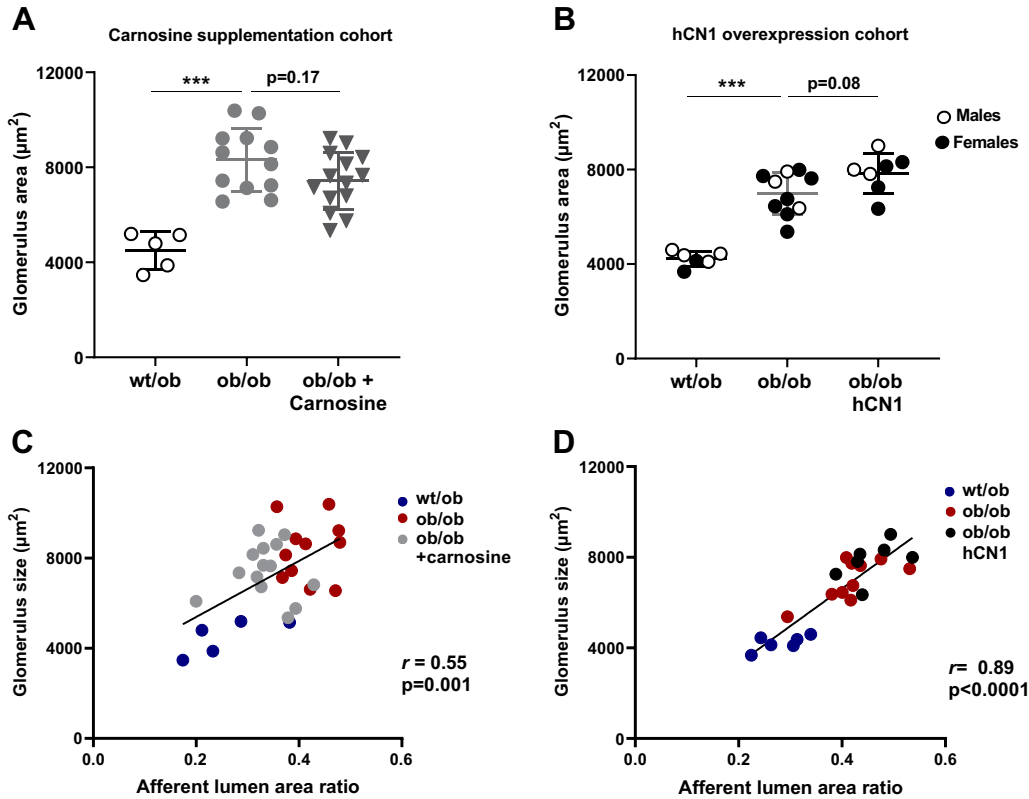 A
Carnosine supplementation cohort
*** p=0.17
Glomerulus area (µm²)
12000
8000
4000
0
wt/ob ob/ob ob/ob +
Carnosine
B
hCN1 overexpression cohort
*** p=0.08
Males
Females
Glomerulus area (µm²)
12000
8000
4000
0
wt/ob ob/ob ob/ob
hCN1
C
Glomerulus size (µm²)
12000
8000
4000
0
0.0 0.2 0.4 0.6
Afferent lumen area ratio
wt/ob
ob/ob
ob/ob
+carnosine
r = 0.55
p=0.001
D
Glomerulus size (µm²)
12000
8000
4000
0
0.0 0.2 0.4 0.6
Afferent lumen area ratio
wt/ob
ob/ob
ob/ob
hCN1
r= 0.89
p<0.0001